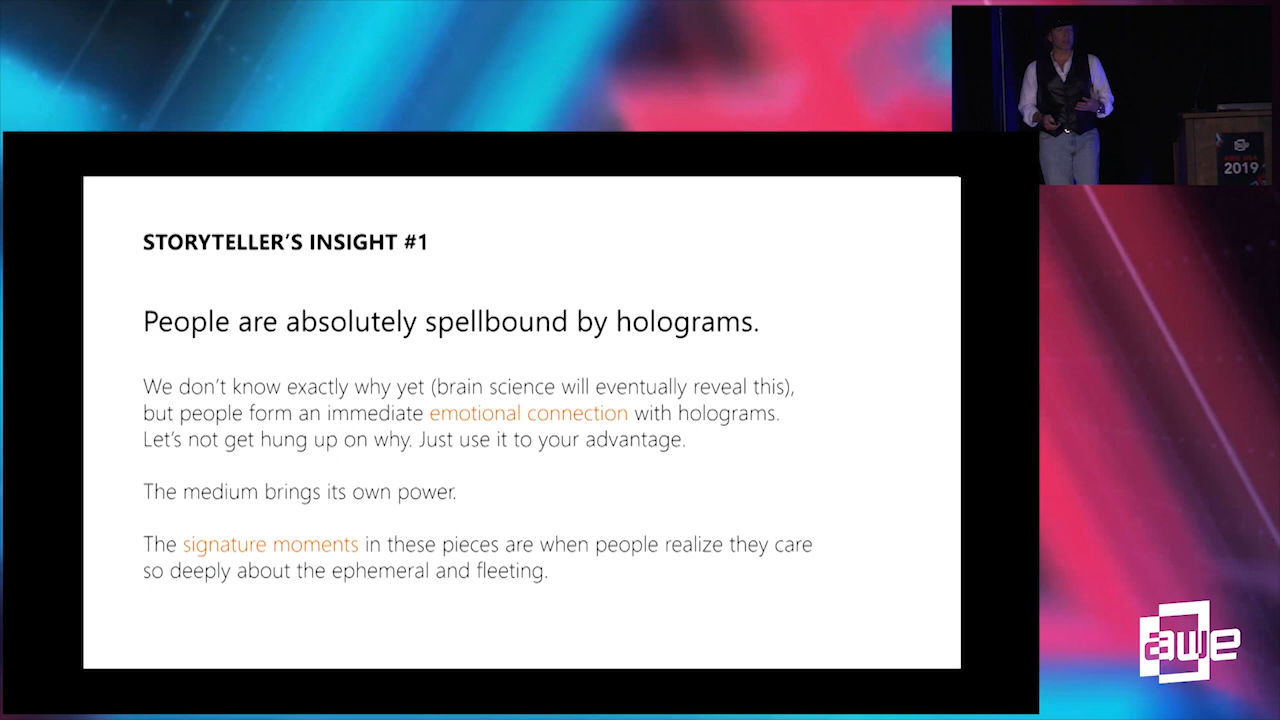 STORYTELLER'S INSIGHT #1
People are absolutely spellbound by holograms.
We don't know exactly why yet (brain science will eventually reveal this),
but people form an immediate emotional connection with holograms.
Let's not get hung up on why. Just use it to your advantage.
The medium brings its own power.
The signature moments in these pieces are when people realize they care
so deeply about the ephemeral and fleeting.
awe
AWE USA
2019
awe